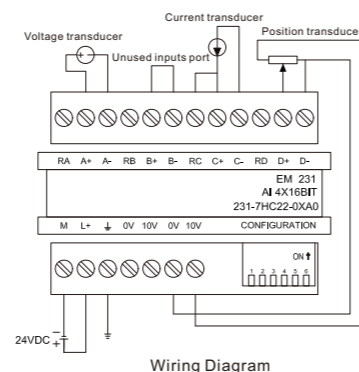 Current transducer
Position transducer
Voltage transducer
Unused inputs port
+
RA A+ A- RB B+ B- RC C+ C- RD D+ D-
EM 231
AI 4X16BIT
231-7HC22-0XA0
M L+ 0V 10V 0V 10V CONFIGURATION
ON
1 2 3 4 5 6
24VDC
Wiring Diagram